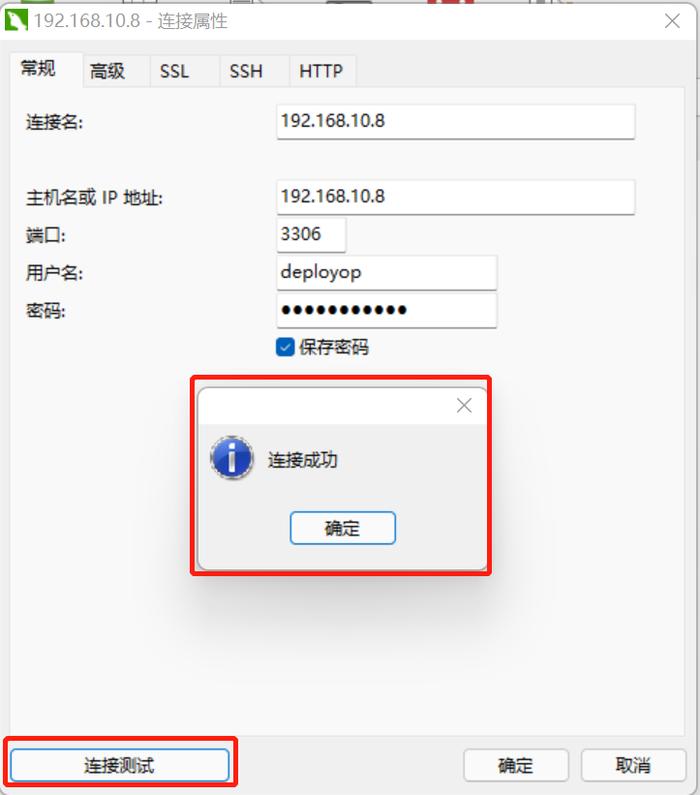 192.168.10.8 - 连接属性
常规 高级 SSL SSH HTTP
连接名: 192.168.10.8
主机名或 IP 地址: 192.168.10.8
端口: 3306
用户名: deployop
密码: ●●●●●●●●●●●
保存密码
连接成功
确定
连接测试 确定 取消